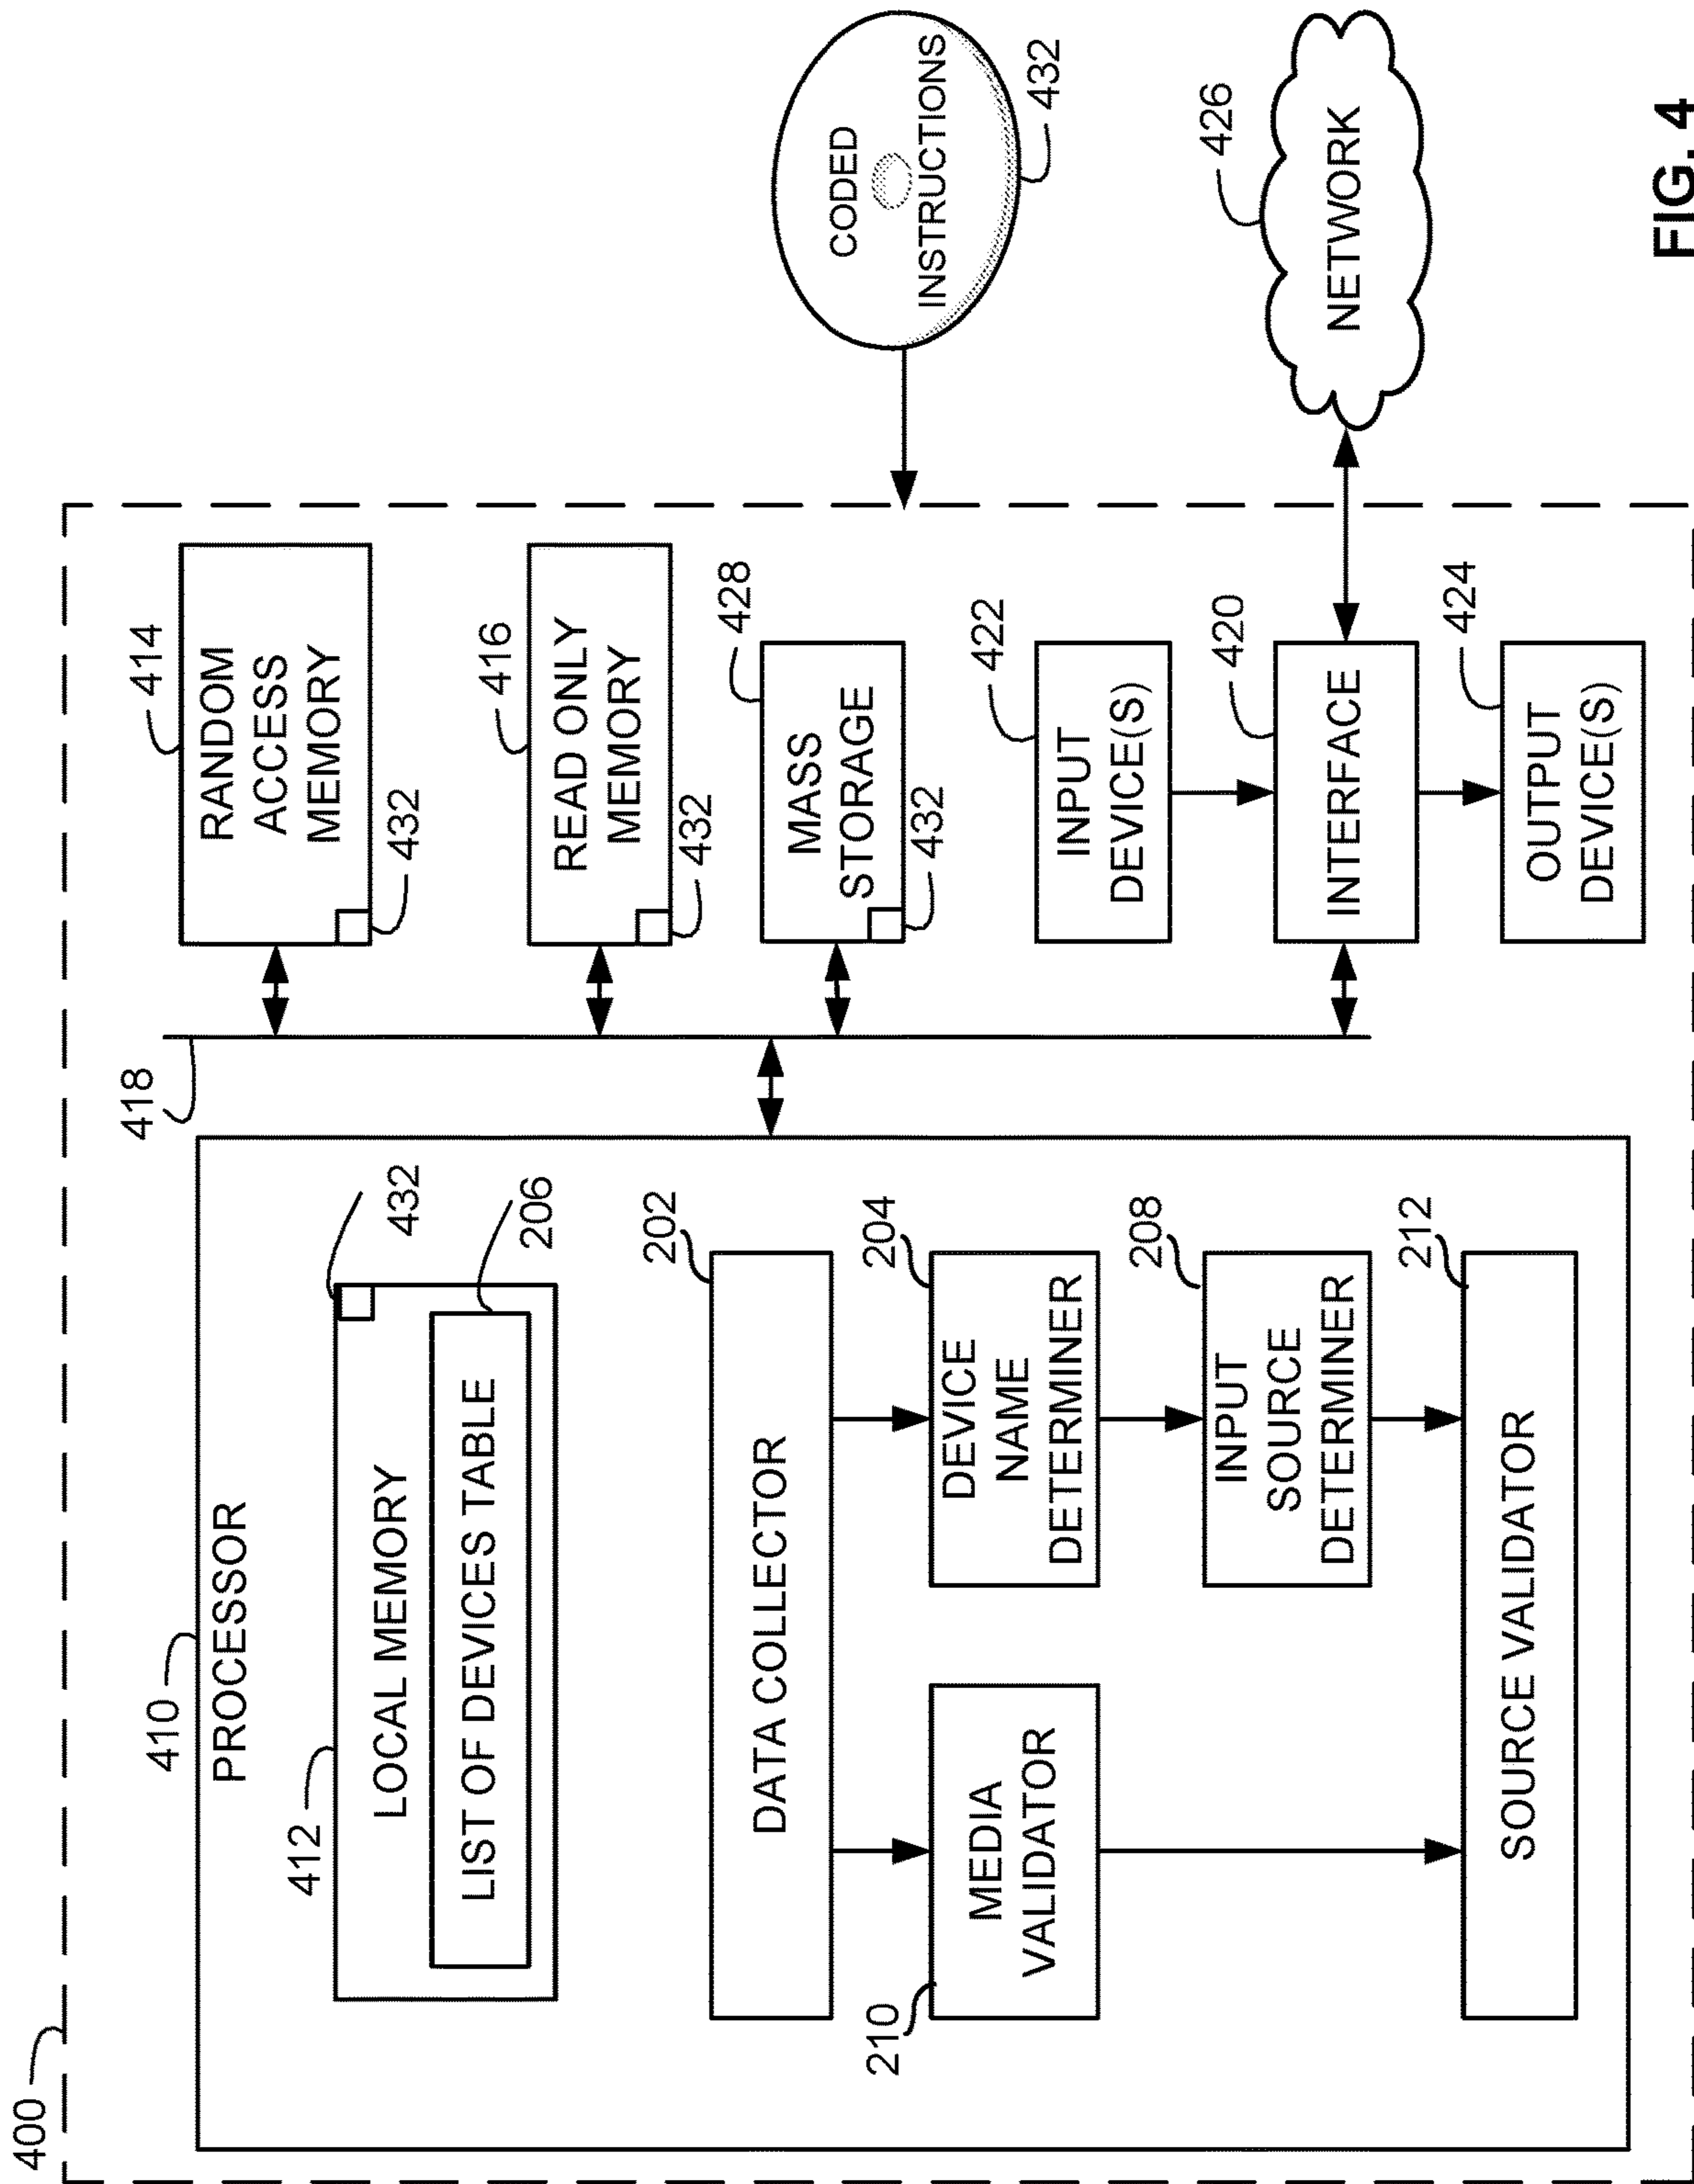 400
410
PROCESSOR
412
LOCAL MEMORY
432
LIST OF DEVICES TABLE
206
202
DATA COLLECTOR
210
MEDIA
VALIDATOR
204
DEVICE
NAME
DETERMINER
208
INPUT
SOURCE
DETERMINER
212
SOURCE VALIDATOR
418
414
RANDOM
ACCESS
MEMORY
432
416
READ ONLY
MEMORY
432
428
MASS
STORAGE
432
422
INPUT
DEVICE(S)
420
INTERFACE
424
OUTPUT
DEVICE(S)
CODED
INSTRUCTIONS
432
426
NETWORK
FIG. 4